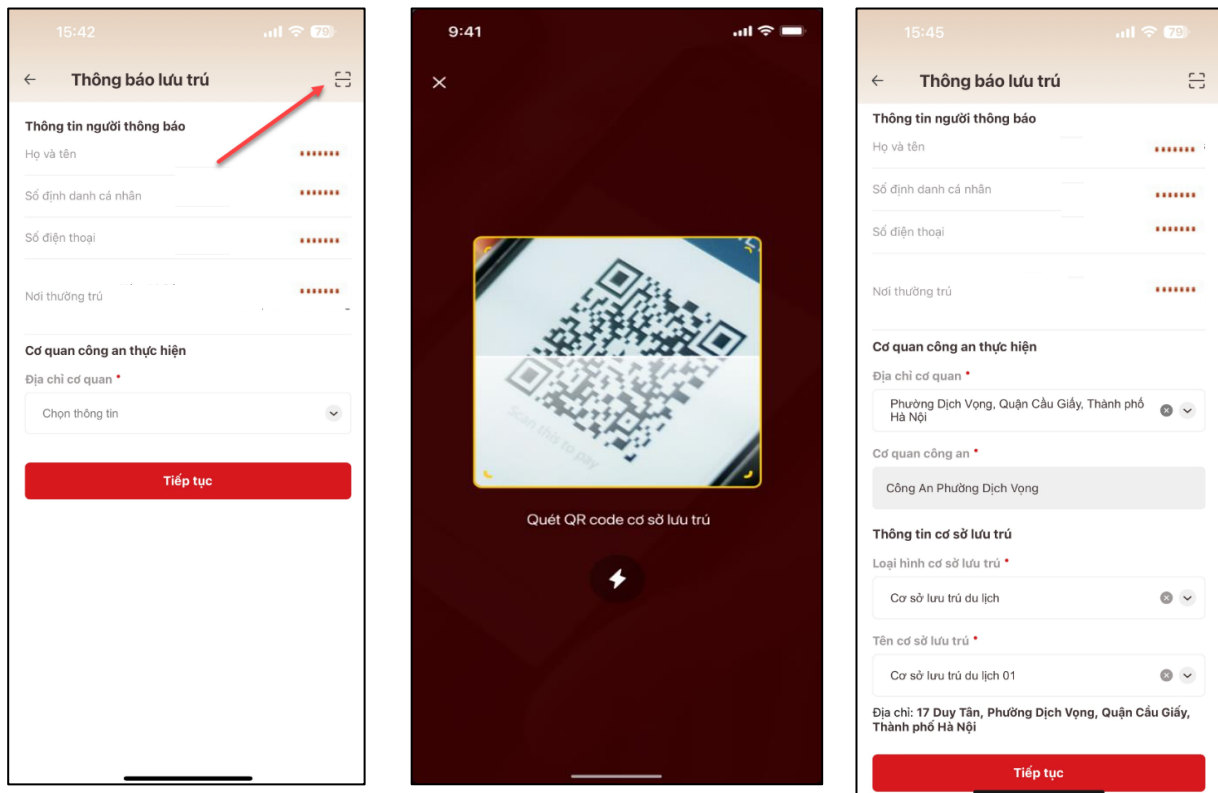 15:42
79
Thông báo lưu trú
Thông tin người thông báo
Họ và tên
*******
Số định danh cá nhân
*******
Số điện thoại
*******
Nơi thường trú
*******
Cơ quan công an thực hiện
Địa chỉ cơ quan *
Chọn thông tin
Tiếp tục
9:41
Scan this to pay
Quét QR code cơ sở lưu trú
15:45
79
Thông báo lưu trú
Thông tin người thông báo
Họ và tên
*******
Số định danh cá nhân
*******
Số điện thoại
*******
Nơi thường trú
*******
Cơ quan công an thực hiện
Địa chỉ cơ quan *
Phường Dịch Vọng, Quận Cầu Giấy, Thành phố
Hà Nội
Cơ quan công an *
Công An Phường Dịch Vọng
Thông tin cơ sở lưu trú
Loại hình cơ sở lưu trú *
Cơ sở lưu trú du lịch
Tên cơ sở lưu trú *
Cơ sở lưu trú du lịch 01
Địa chỉ: 17 Duy Tân, Phường Dịch Vọng, Quận Cầu Giấy,
Thành phố Hà Nội
Tiếp tục